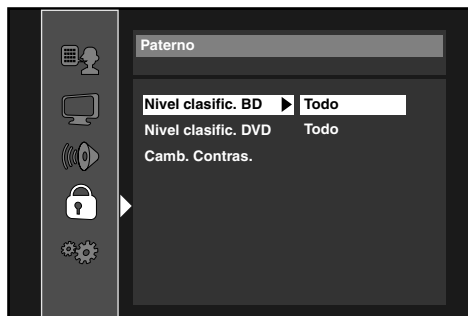 Paterno
Nivel clasific. BD Todo
Nivel clasific. DVD Todo
Camb. Contras.